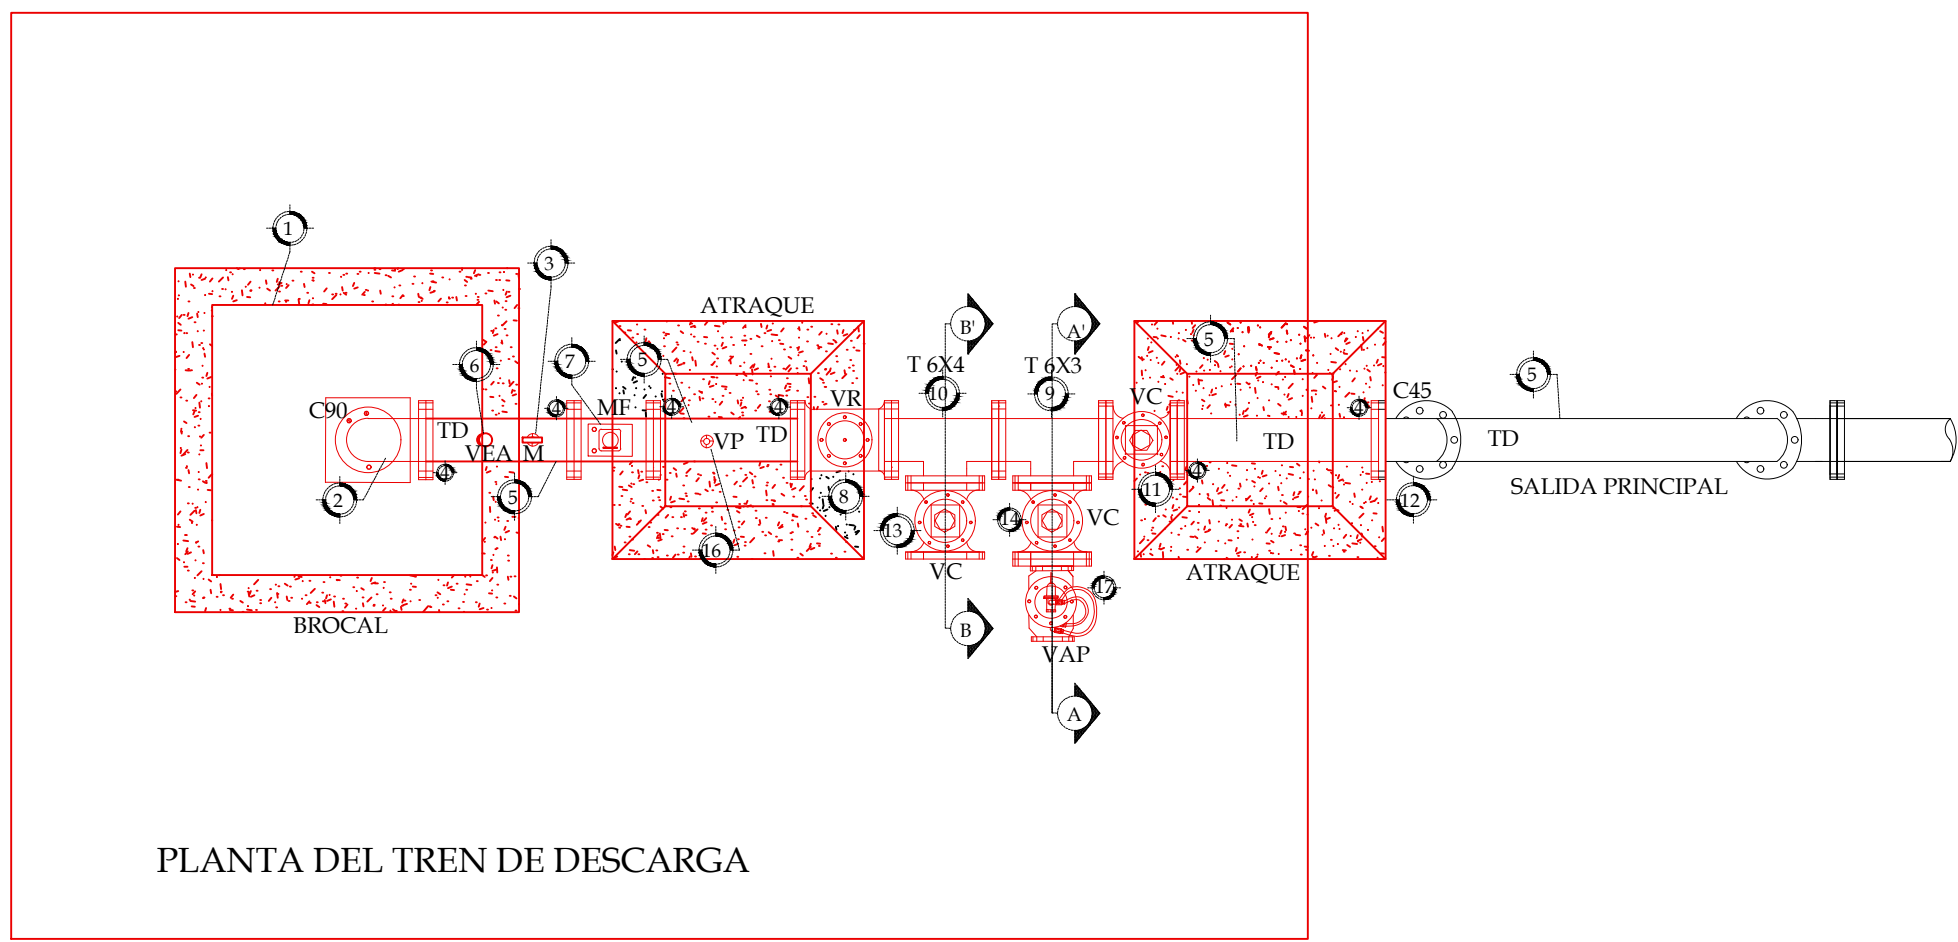 1
3
ATRAQUE
B'
A'
5
6
7
5
T 6X4
T 6X3
5
10
9
C90
4
MF
4
4
VR
VC
4
C45
TD
VEA
M
VP
TD
TD
TD
4
4
2
5
8
11
12
SALIDA PRINCIPAL
13
14
VC
16
VC
ATRAQUE
17
BROCAL
B
VAP
A
PLANTA DEL TREN DE DESCARGA